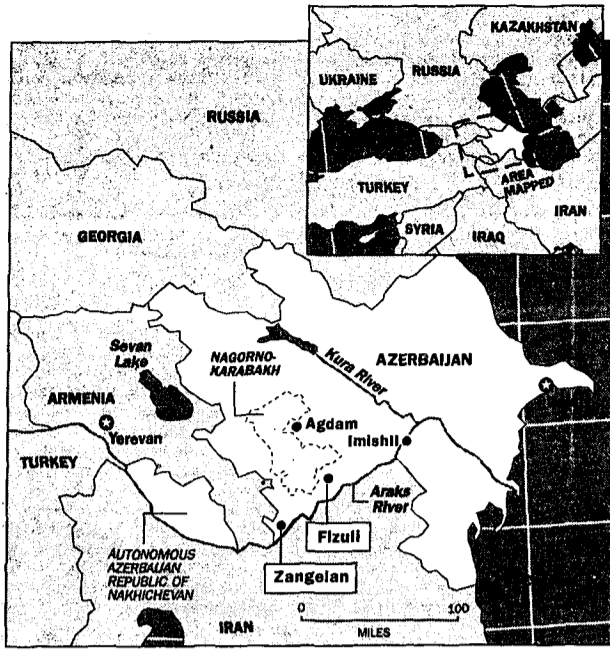 KAZAKHSTAN
UKRAINE
RUSSIA
TURKEY
AREA
MAPPED
SYRIA
IRAQ
IRAN
RUSSIA
GEORGIA
Sevan
Lake
NAGORNO-
KARABAKH
Kura River
AZERBAIJAN
ARMENIA
Yerevan
Agdam
Imishli
TURKEY
Araks
River
Fizuli
AUTONOMOUS
AZERBAIJAN
REPUBLIC OF
NAKHICHEVAN
Zangelan
IRAN
0 100
MILES